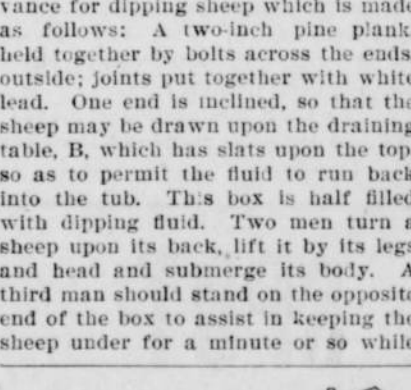 vance for dipping sheep which is made
as follows: A two-inch pine plank
held together by bolts across the ends
outside; joints put together with white
lead. One end is inclined, so that the
sheep may be drawn upon the draining
table, B, which has slats upon the top
so as to permit the fluid to run back
into the tub. This box is half filled
with dipping fluid. Two men turn a
sheep upon its back, lift it by its legs
and head and submerge its body. A
third man should stand on the opposite
end of the box to assist in keeping the
sheep under for a minute or so while